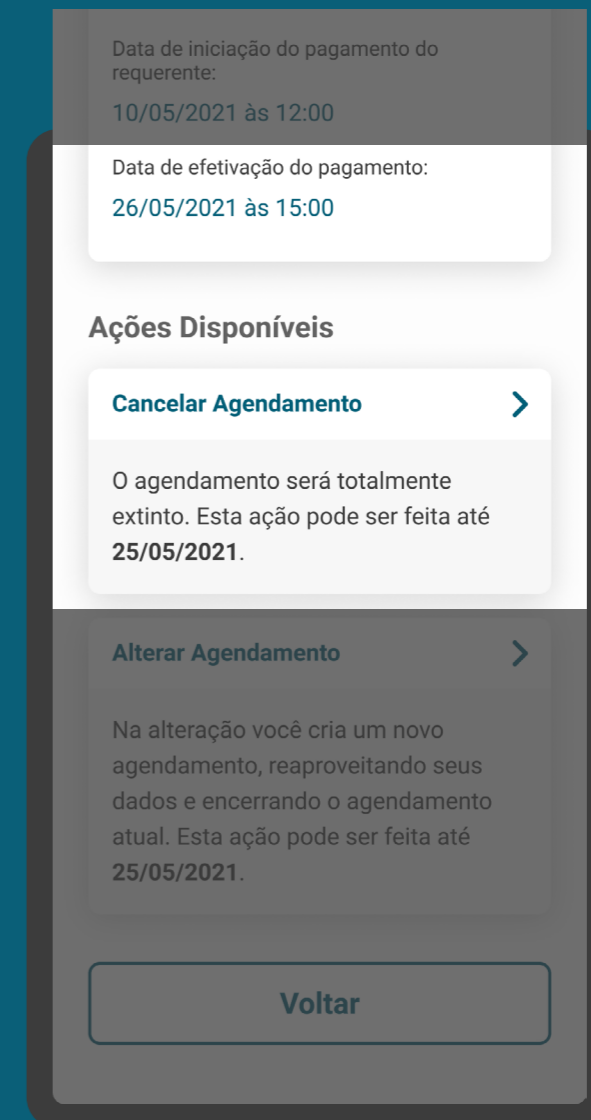 Data de iniciação do pagamento do
requerente:
10/05/2021 às 12:00
Data de efetivação do pagamento:
26/05/2021 às 15:00
Ações Disponíveis
Cancelar Agendamento
O agendamento será totalmente
extinto. Esta ação pode ser feita até
25/05/2021.
Alterar Agendamento
Na alteração você cria um novo
agendamento, reaproveitando seus
dados e encerrando o agendamento
atual. Esta ação pode ser feita até
25/05/2021.
Voltar